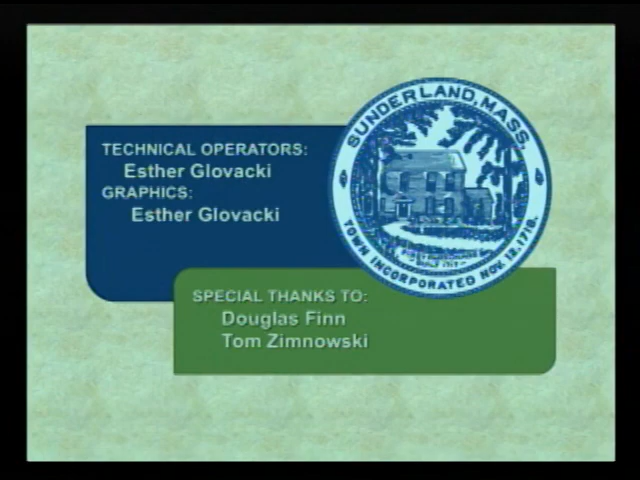 TECHNICAL OPERATORS:
Esther Glovacki
GRAPHICS:
Esther Glovacki
SUNDERLAND, MASS.
TOWN INCORPORATED NOV. 12. 1718.
SPECIAL THANKS TO:
Douglas Finn
Tom Zimnowski